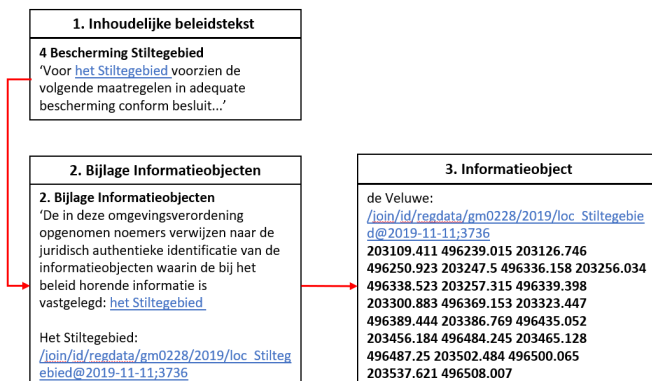 1. Inhoudelijke beleidstekst
4 Bescherming Stiltegebied
‘Voor het Stiltegebied voorzien de
volgende maatregelen in adequate
bescherming conform besluit...’
2. Bijlage Informatieobjecten
2. Bijlage Informatieobjecten
‘De in deze omgevingsverordening
opgenomen noemers verwijzen naar de
juridisch authentieke identificatie van de
informatieobjecten waarin de bij het
beleid horende informatie is
vastgelegd: het Stiltegebied
Het Stiltegebied:
/join/id/regdata/gm0228/2019/loc_Stilteg
ebied@2019-11-11;3736
3. Informatieobject
de Veluwe:
/join/id/regdata/gm0228/2019/loc_Stiltegebie
d@2019-11-11;3736
203109.411 496239.015 203126.746
496250.923 203247.5 496336.158 203256.034
496338.523 203257.315 496339.398
203300.883 496369.153 203323.447
496389.444 203386.769 496435.052
203456.184 496484.245 203465.128
496487.25 203502.484 496500.065
203537.621 496508.007